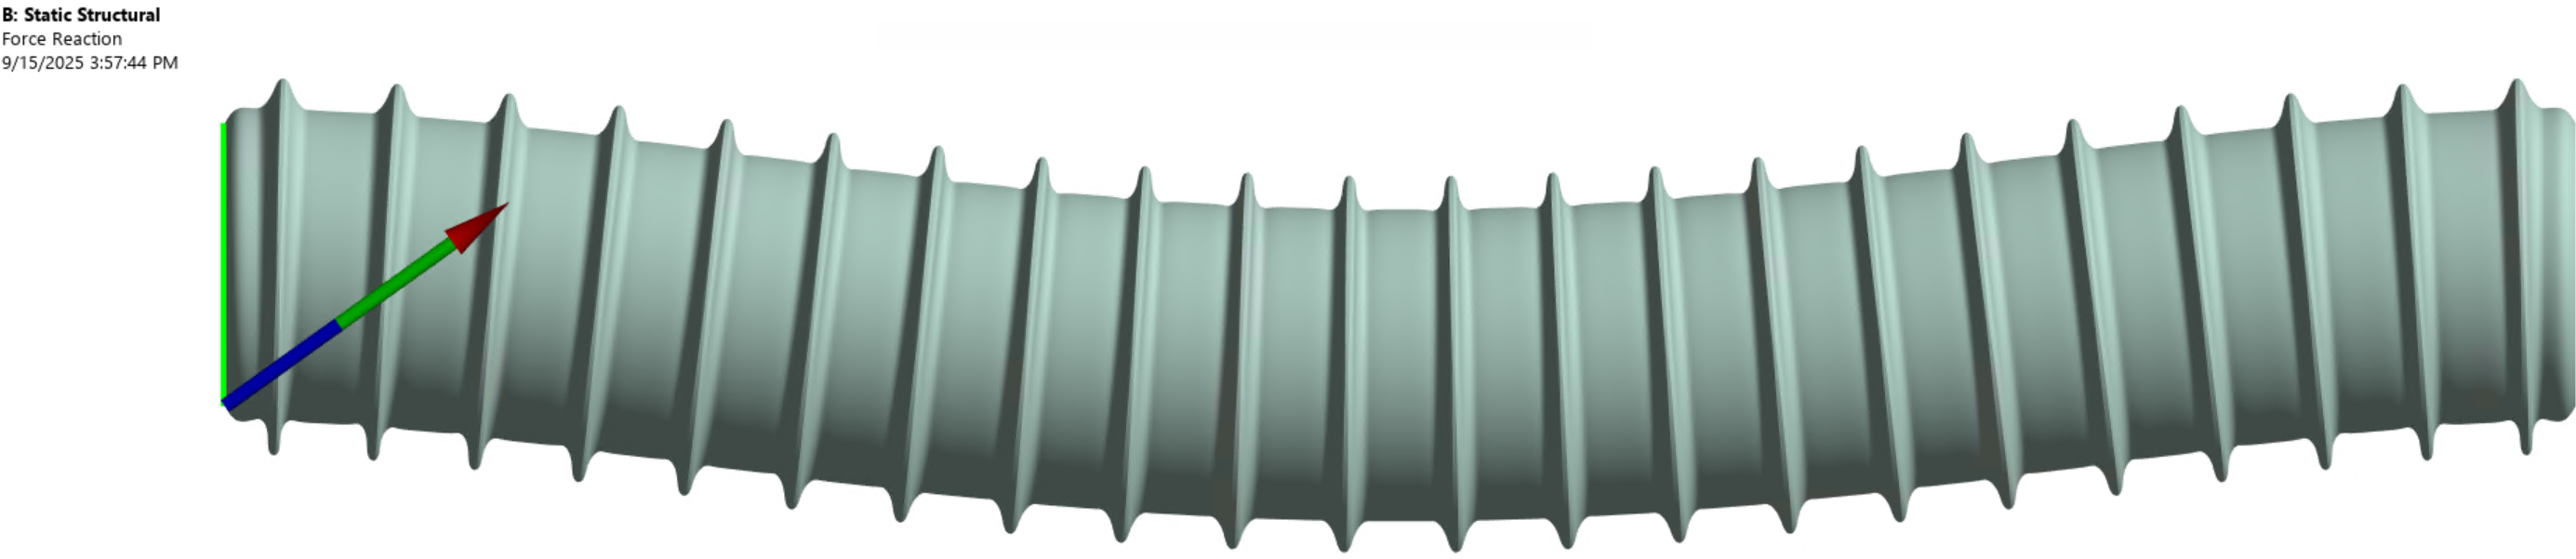 B: Static Structural
Force Reaction
9/15/2025 3:57:44 PM